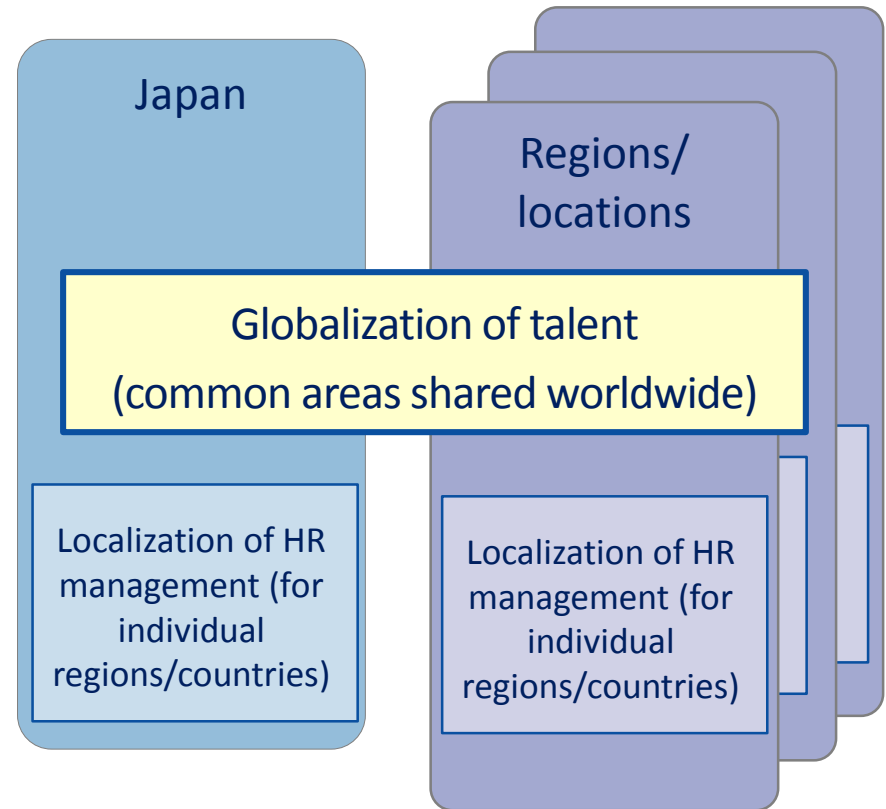 Japan
Regions/
locations
Globalization of talent
(common areas shared worldwide)
Localization of HR
management (for
individual
regions/countries)
Localization of HR
management (for
individual
regions/countries)